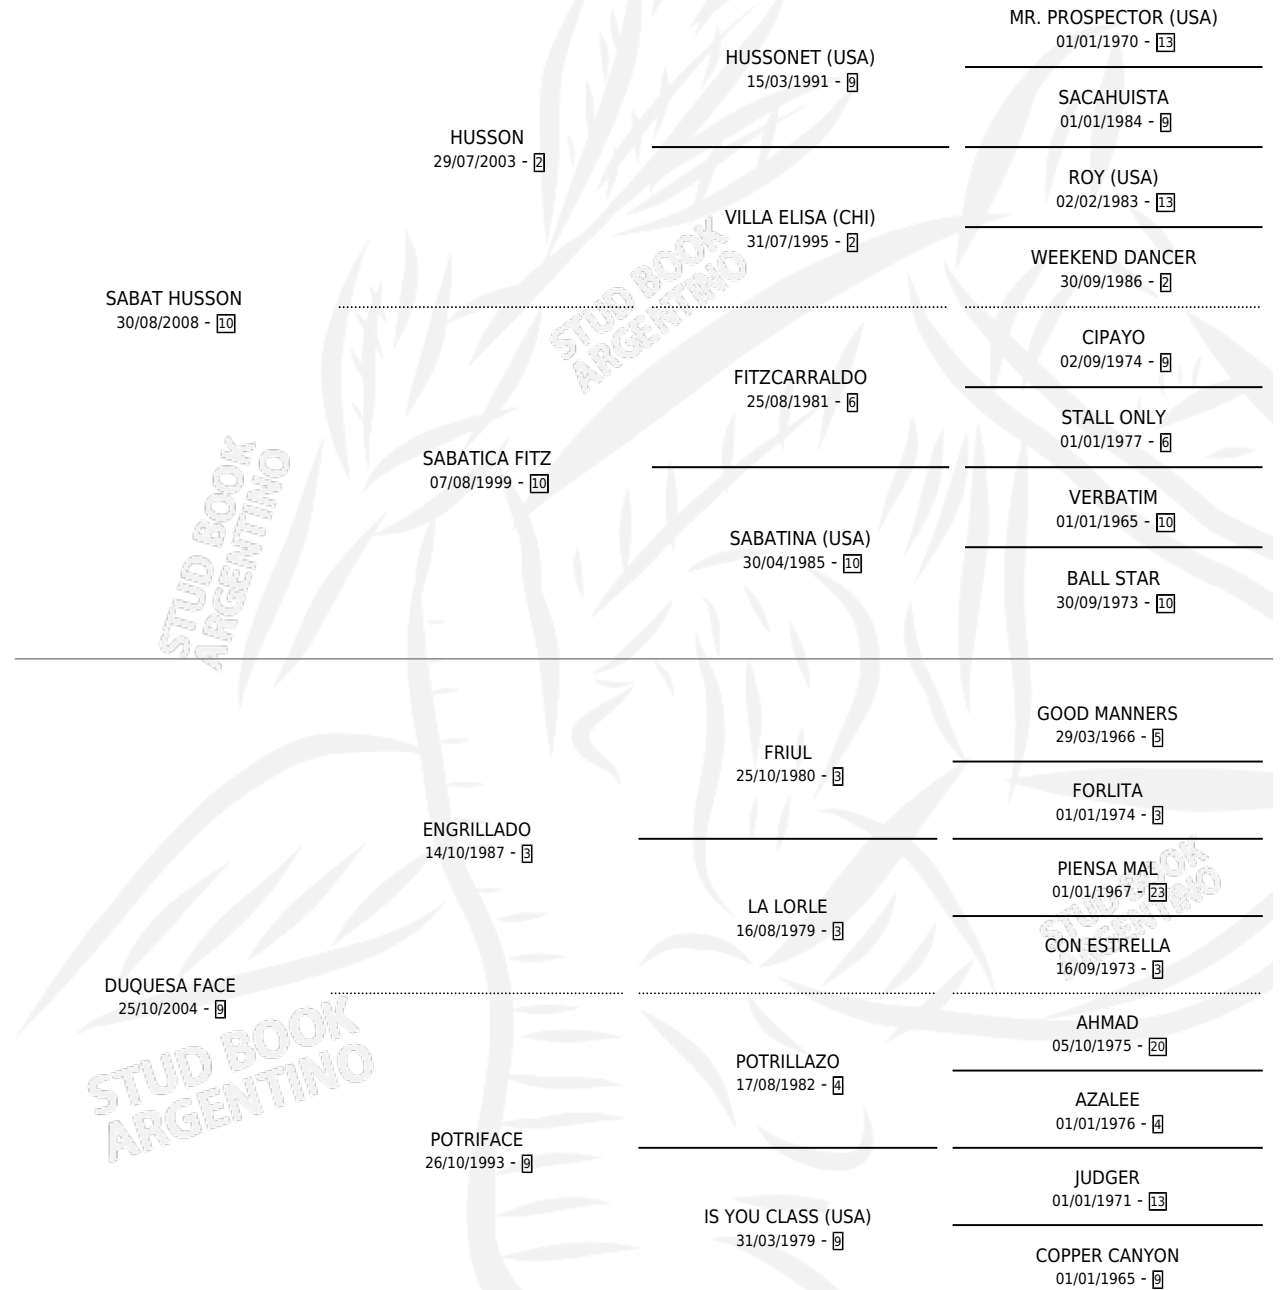 MR. PROSPECTOR (USA)
01/01/1970 - 13
HUSSONET (USA)
15/03/1991 - 9
SACAHUISTA
01/01/1984 - 9
HUSSON
29/07/2003 - 2
ROY (USA)
02/02/1983 - 13
VILLA ELISA (CHI)
31/07/1995 - 2
WEEKEND DANCER
30/09/1986 - 2
SABAT HUSSON
30/08/2008 - 10
STUD BOOK
ARGENTINO
CIPAYO
02/09/1974 - 9
FITZCARRALDO
25/08/1981 - 6
STALL ONLY
01/01/1977 - 6
SABATICA FITZ
07/08/1999 - 10
VERBATIM
01/01/1965 - 10
SABATINA (USA)
30/04/1985 - 10
BALL STAR
30/09/1973 - 10
STUD BOOK
ARGENTINO
GOOD MANNERS
29/03/1966 - 5
FRIUL
25/10/1980 - 3
FORLITA
01/01/1974 - 3
ENGRILLADO
14/10/1987 - 3
PIENSA MAL
01/01/1967 - 23
LA LORLE
16/08/1979 - 3
CON ESTRELLA
16/09/1973 - 3
STUD BOOK
ARGENTINO
DUQUESA FACE
25/10/2004 - 9
STUD BOOK
ARGENTINO
AHMAD
05/10/1975 - 20
POTRILLAZO
17/08/1982 - 4
AZALEE
01/01/1976 - 4
POTRIFACE
26/10/1993 - 9
JUDGER
01/01/1971 - 13
IS YOU CLASS (USA)
31/03/1979 - 9
COPPER CANYON
01/01/1965 - 9